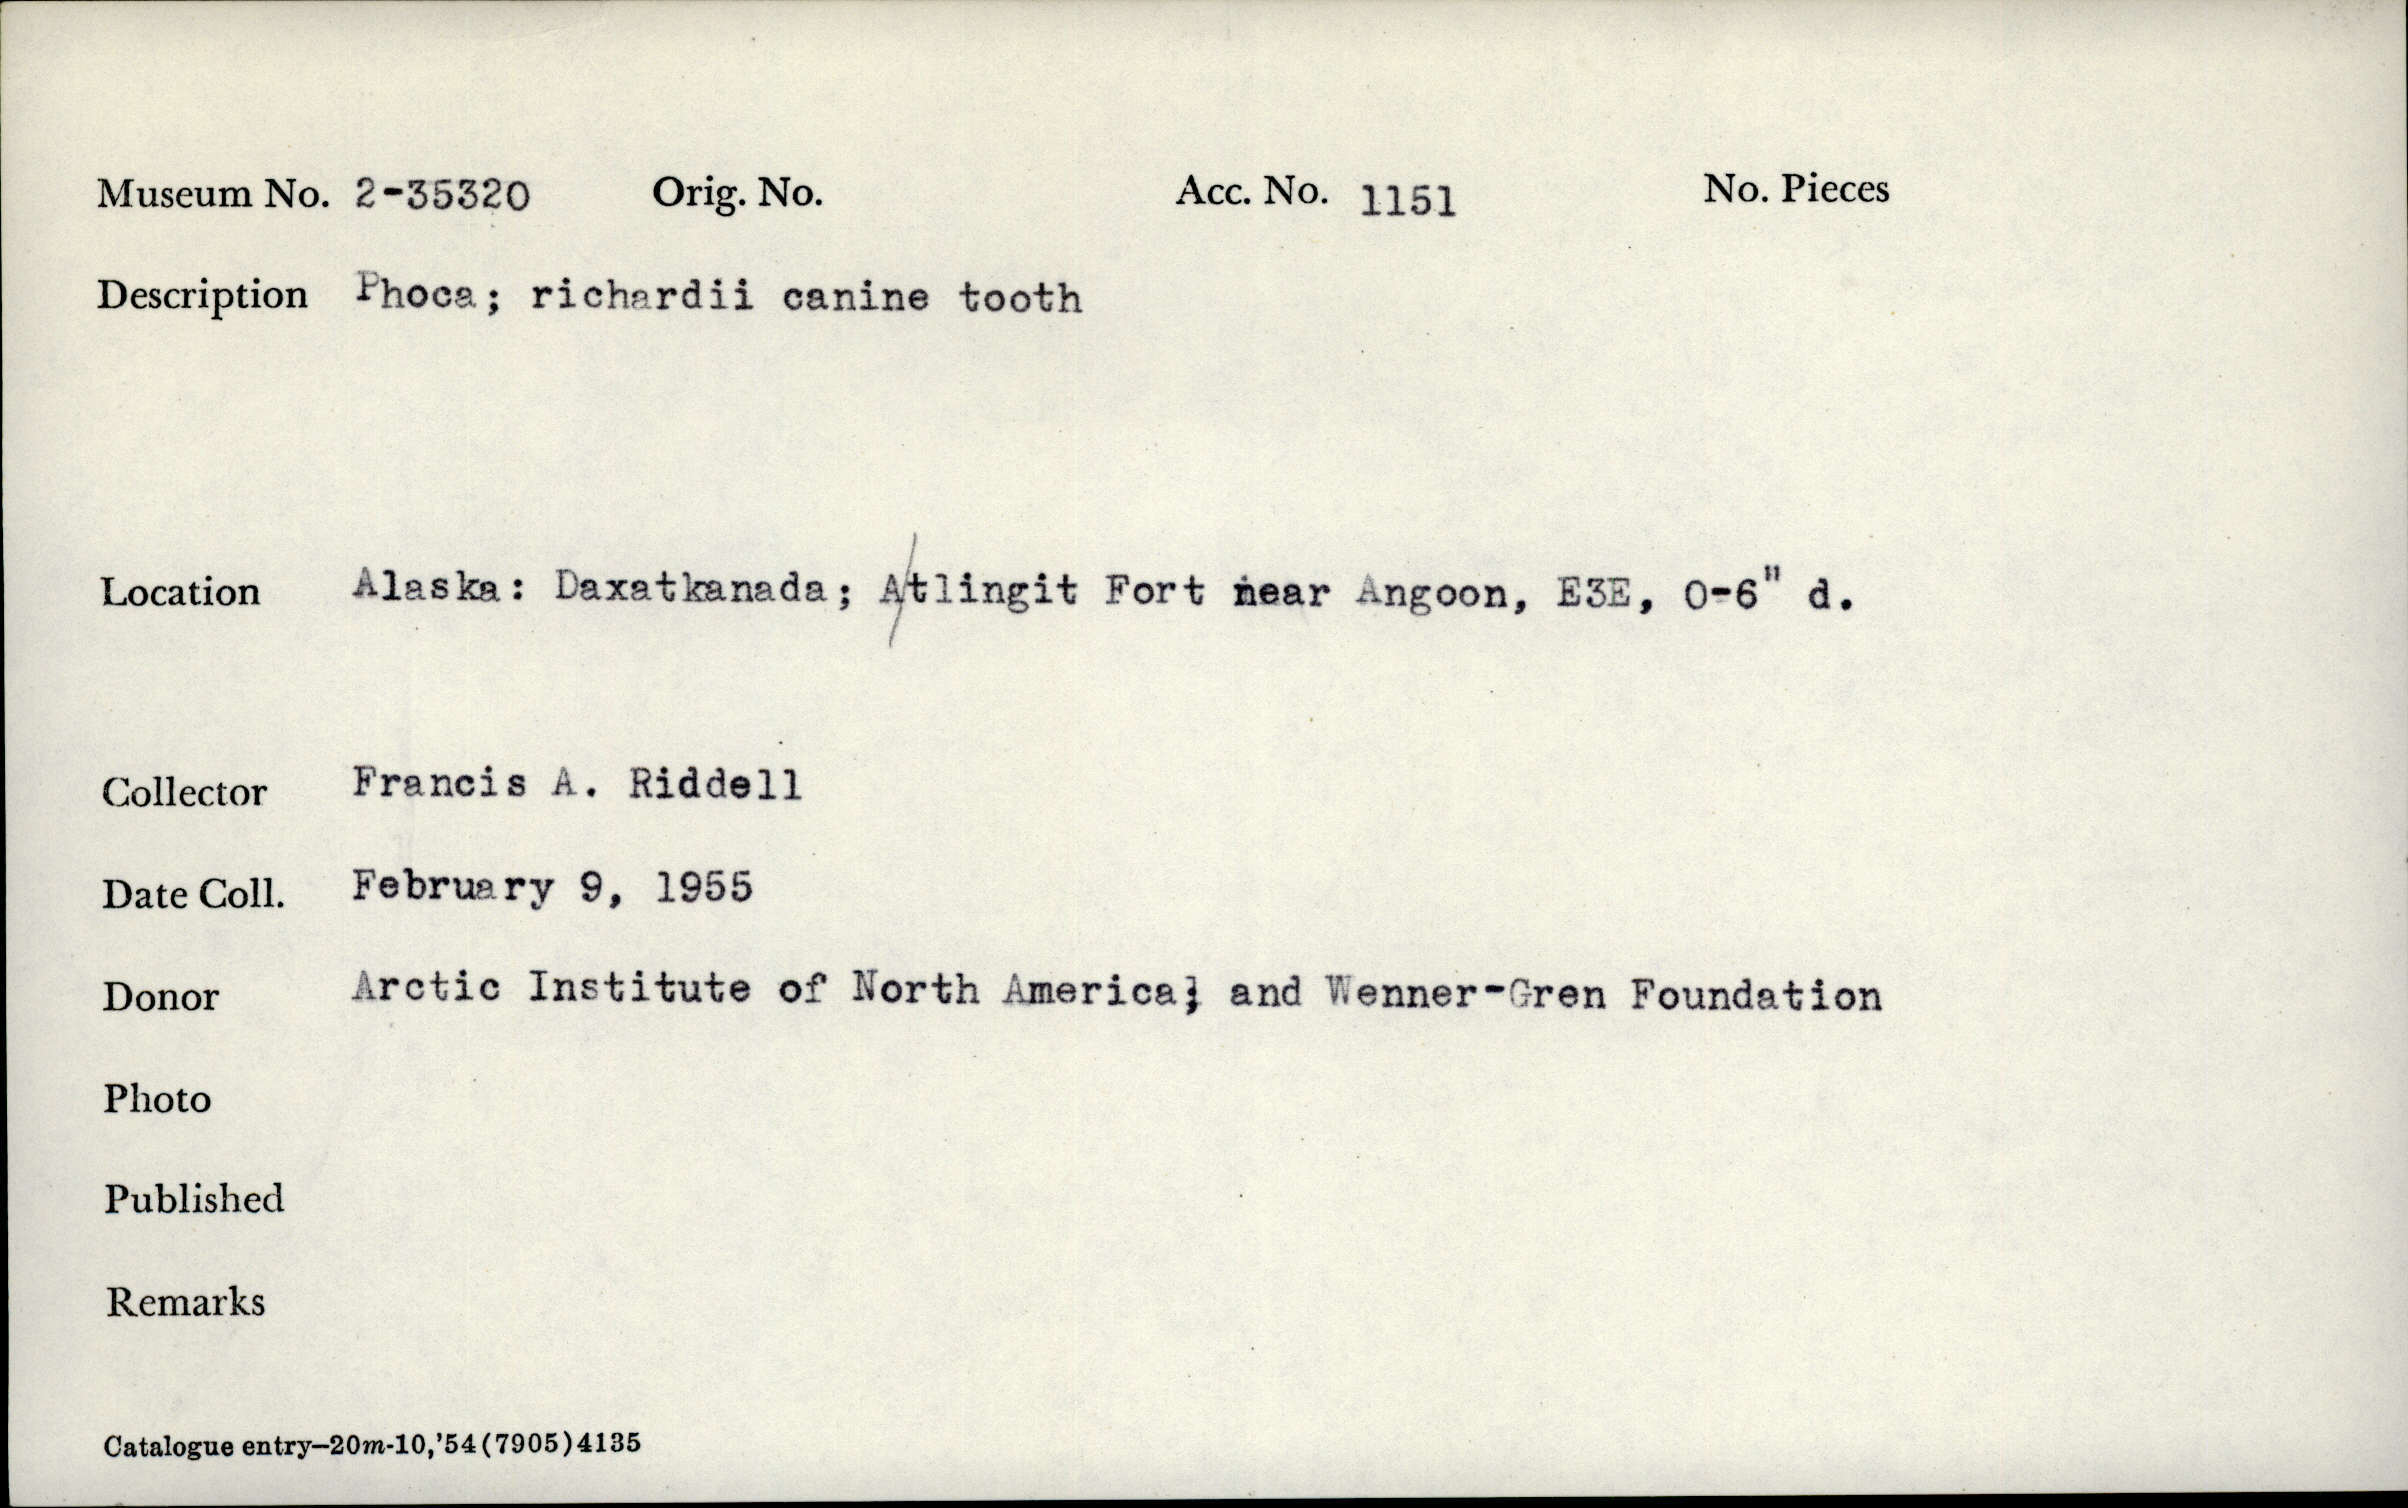 Museum No. 2-35320 Orig. No. Acc. No. 1151 No. Pieces
Description Phoca; richardii canine tooth
Location Alaska: Daxatkanada; A/tlingit Fort near Angoon, E3E, 0-6" d.
Collector Francis A. Riddell
Date Coll. February 9, 1955
Donor Arctic Institute of North America; and Wenner-Gren Foundation
Photo
Published
Remarks
Catalogue entry—20m-10,'54(7905)4135